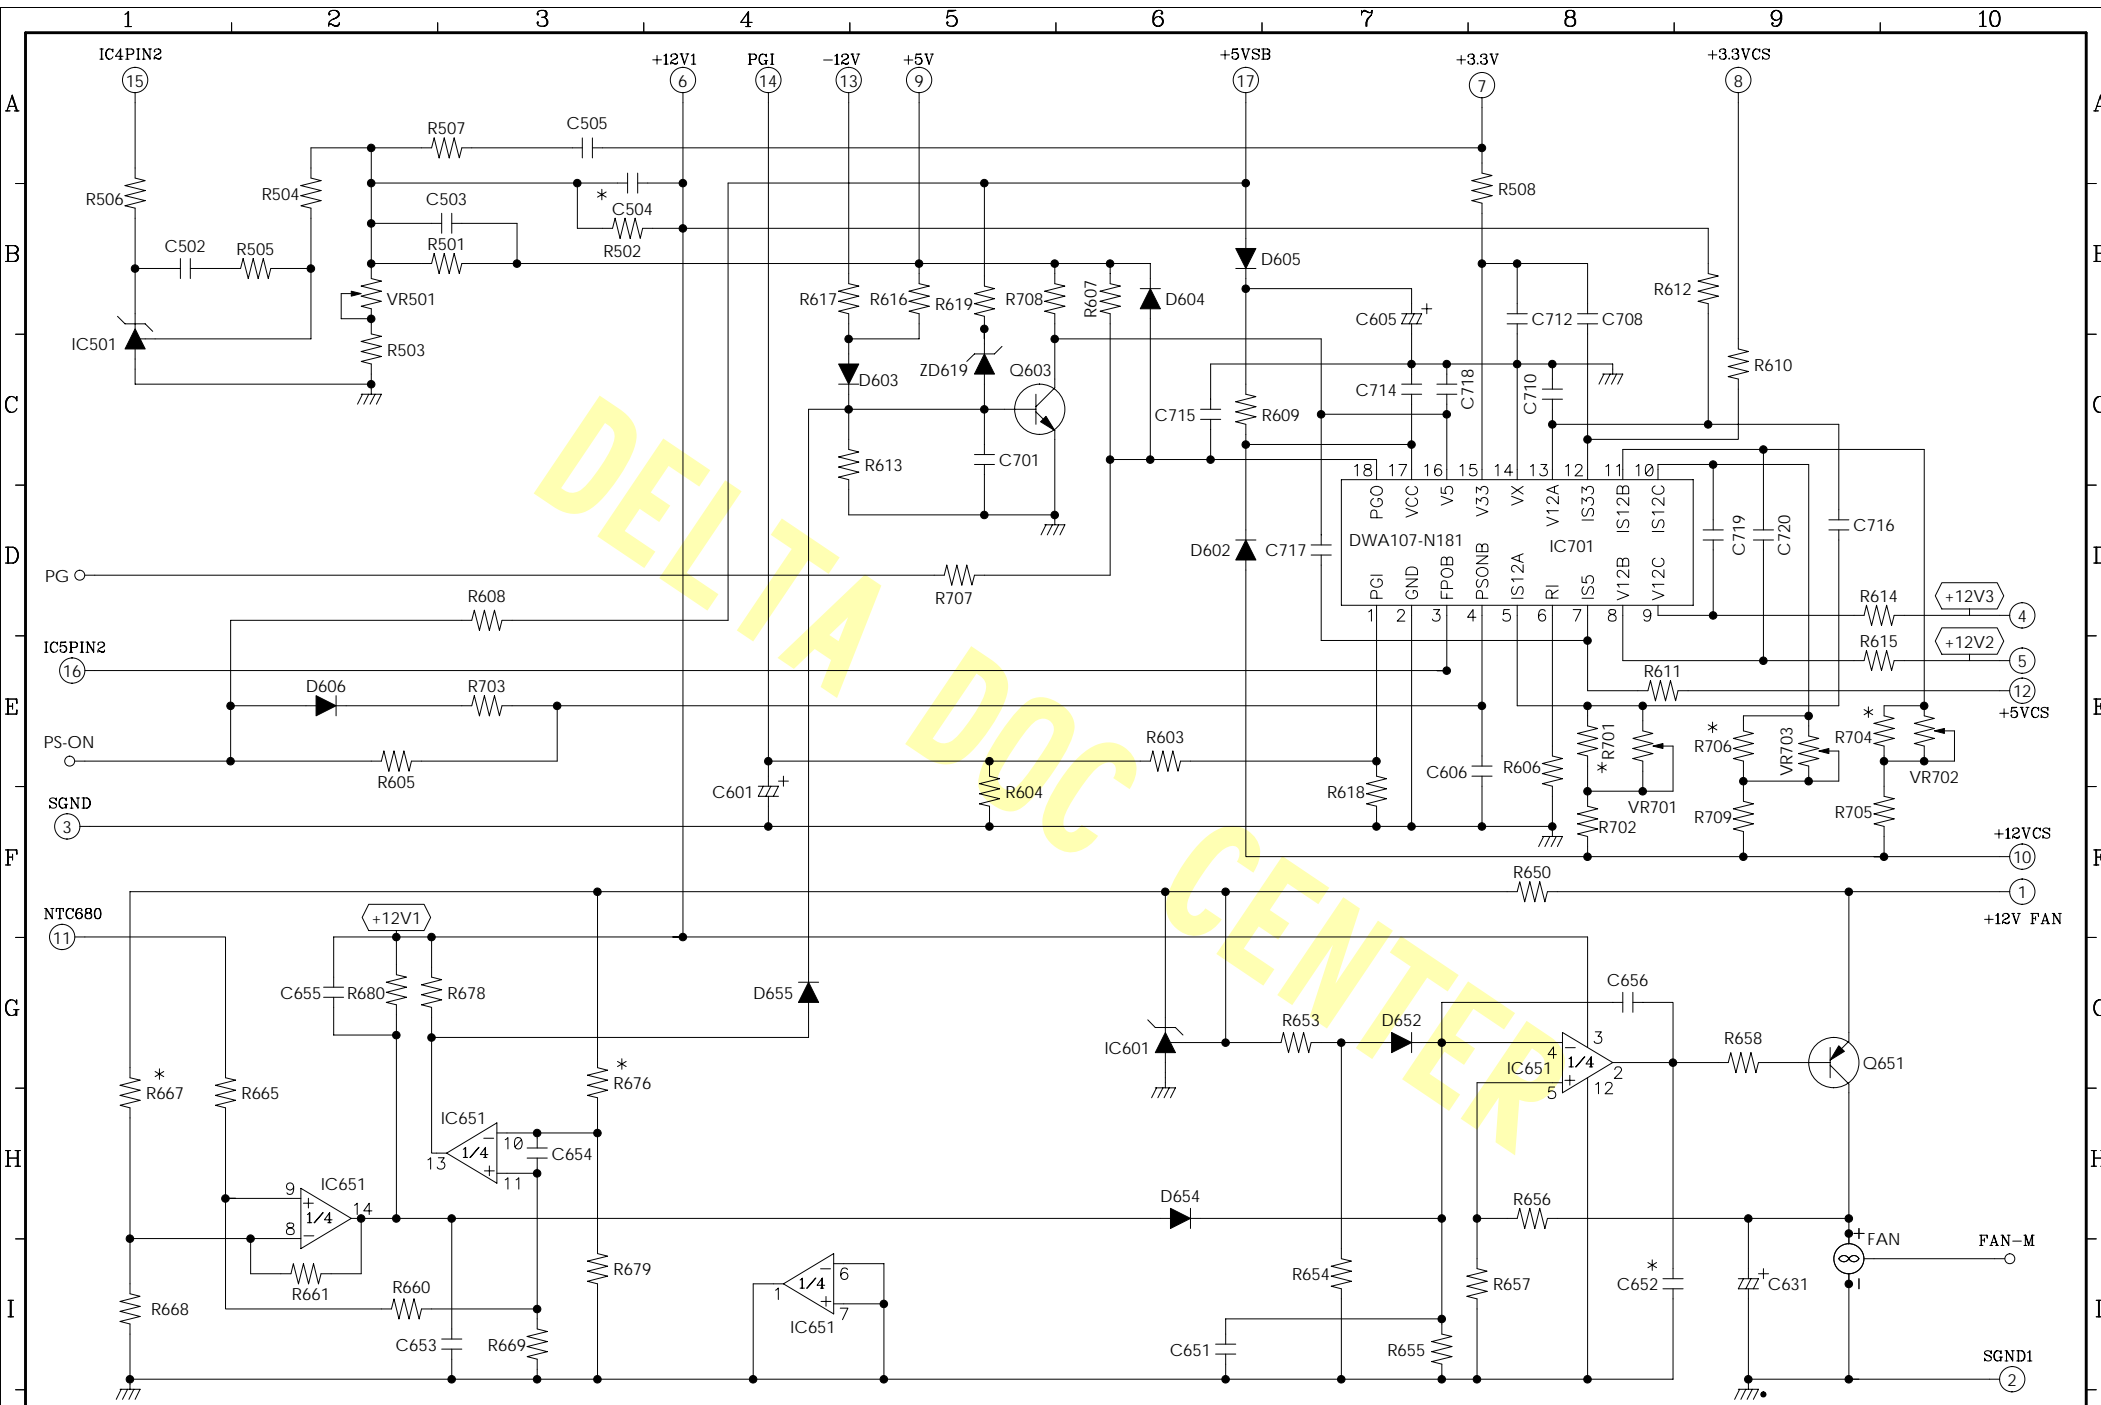 1 2 3 4 5 6 7 8 9 10
IC4PIN2 +12V1 PGI -12V +5V +5VSB +3.3V +3.3VCS
15 6 14 13 9 17 7 8
A
R507 C505
R506 R504 * R508
C503 C504
C502 R505 R501 R502 D605
B
VR501 R617 R616 R619 R708 R607 D604 R612
C605 + C712 C708
IC501 R503 R610
D603 ZD619 Q603
C
C714 C718 C710
C715 R609
R613 C701
18 17 16 15 14 13 12 11 10
PGO VCC V5 V33 VX V12A IS33 IS12B IS12C
C719 C720 C716
D602 C717 DWA107-N181 IC701
D
PG
R707
PGI GND FPOB PSONB IS12A RI IS5 V12B V12C
R608 R614 +12V3
1 2 3 4 5 6 7 8 9 4
IC5PIN2 R615 +12V2
16 5
R611
D606 R703 12
E
+5VCS
PS-ON R603 R701 * R706 VR703 * R704
*
R605 C601 + R604 R618 C606 R606 VR701 VR702
SGND
3 R702 R709 R705
+12VCS
F 10
R650
NTC680 +12V1 1
11 +12V FAN
C655 R680 R678 D655 C656
G
R653 D652 3 R658
IC601 4 − 1/4 2 Q651
IC651
+ 5 12
* R667 R665 * R676
IC651
10 − 1/4 + 11 13 C654
H
IC651
9 + 1/4 14 8 −
D654 R656
+ FAN FAN-M
R661 R660 R679 1 1/4 − 6 + 7 R654 R657 * C652 + C631
I
R668 IC651
C653 R669 C651 R655
SGND1
2